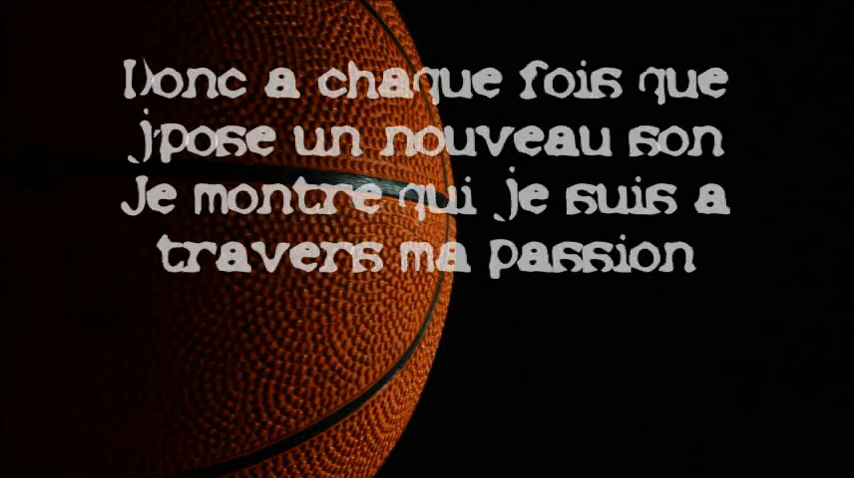 Donc a chaque fois que
j'pose un nouveau son
Je montre qui je suis a
travers ma passion